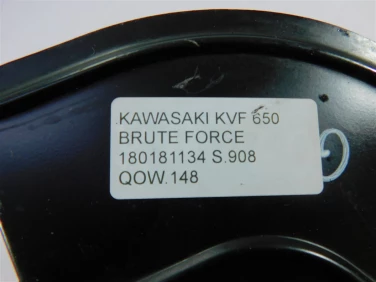 KAWASAKI KVF 650
BRUTE FORCE
180181134 S.908
QOW.148